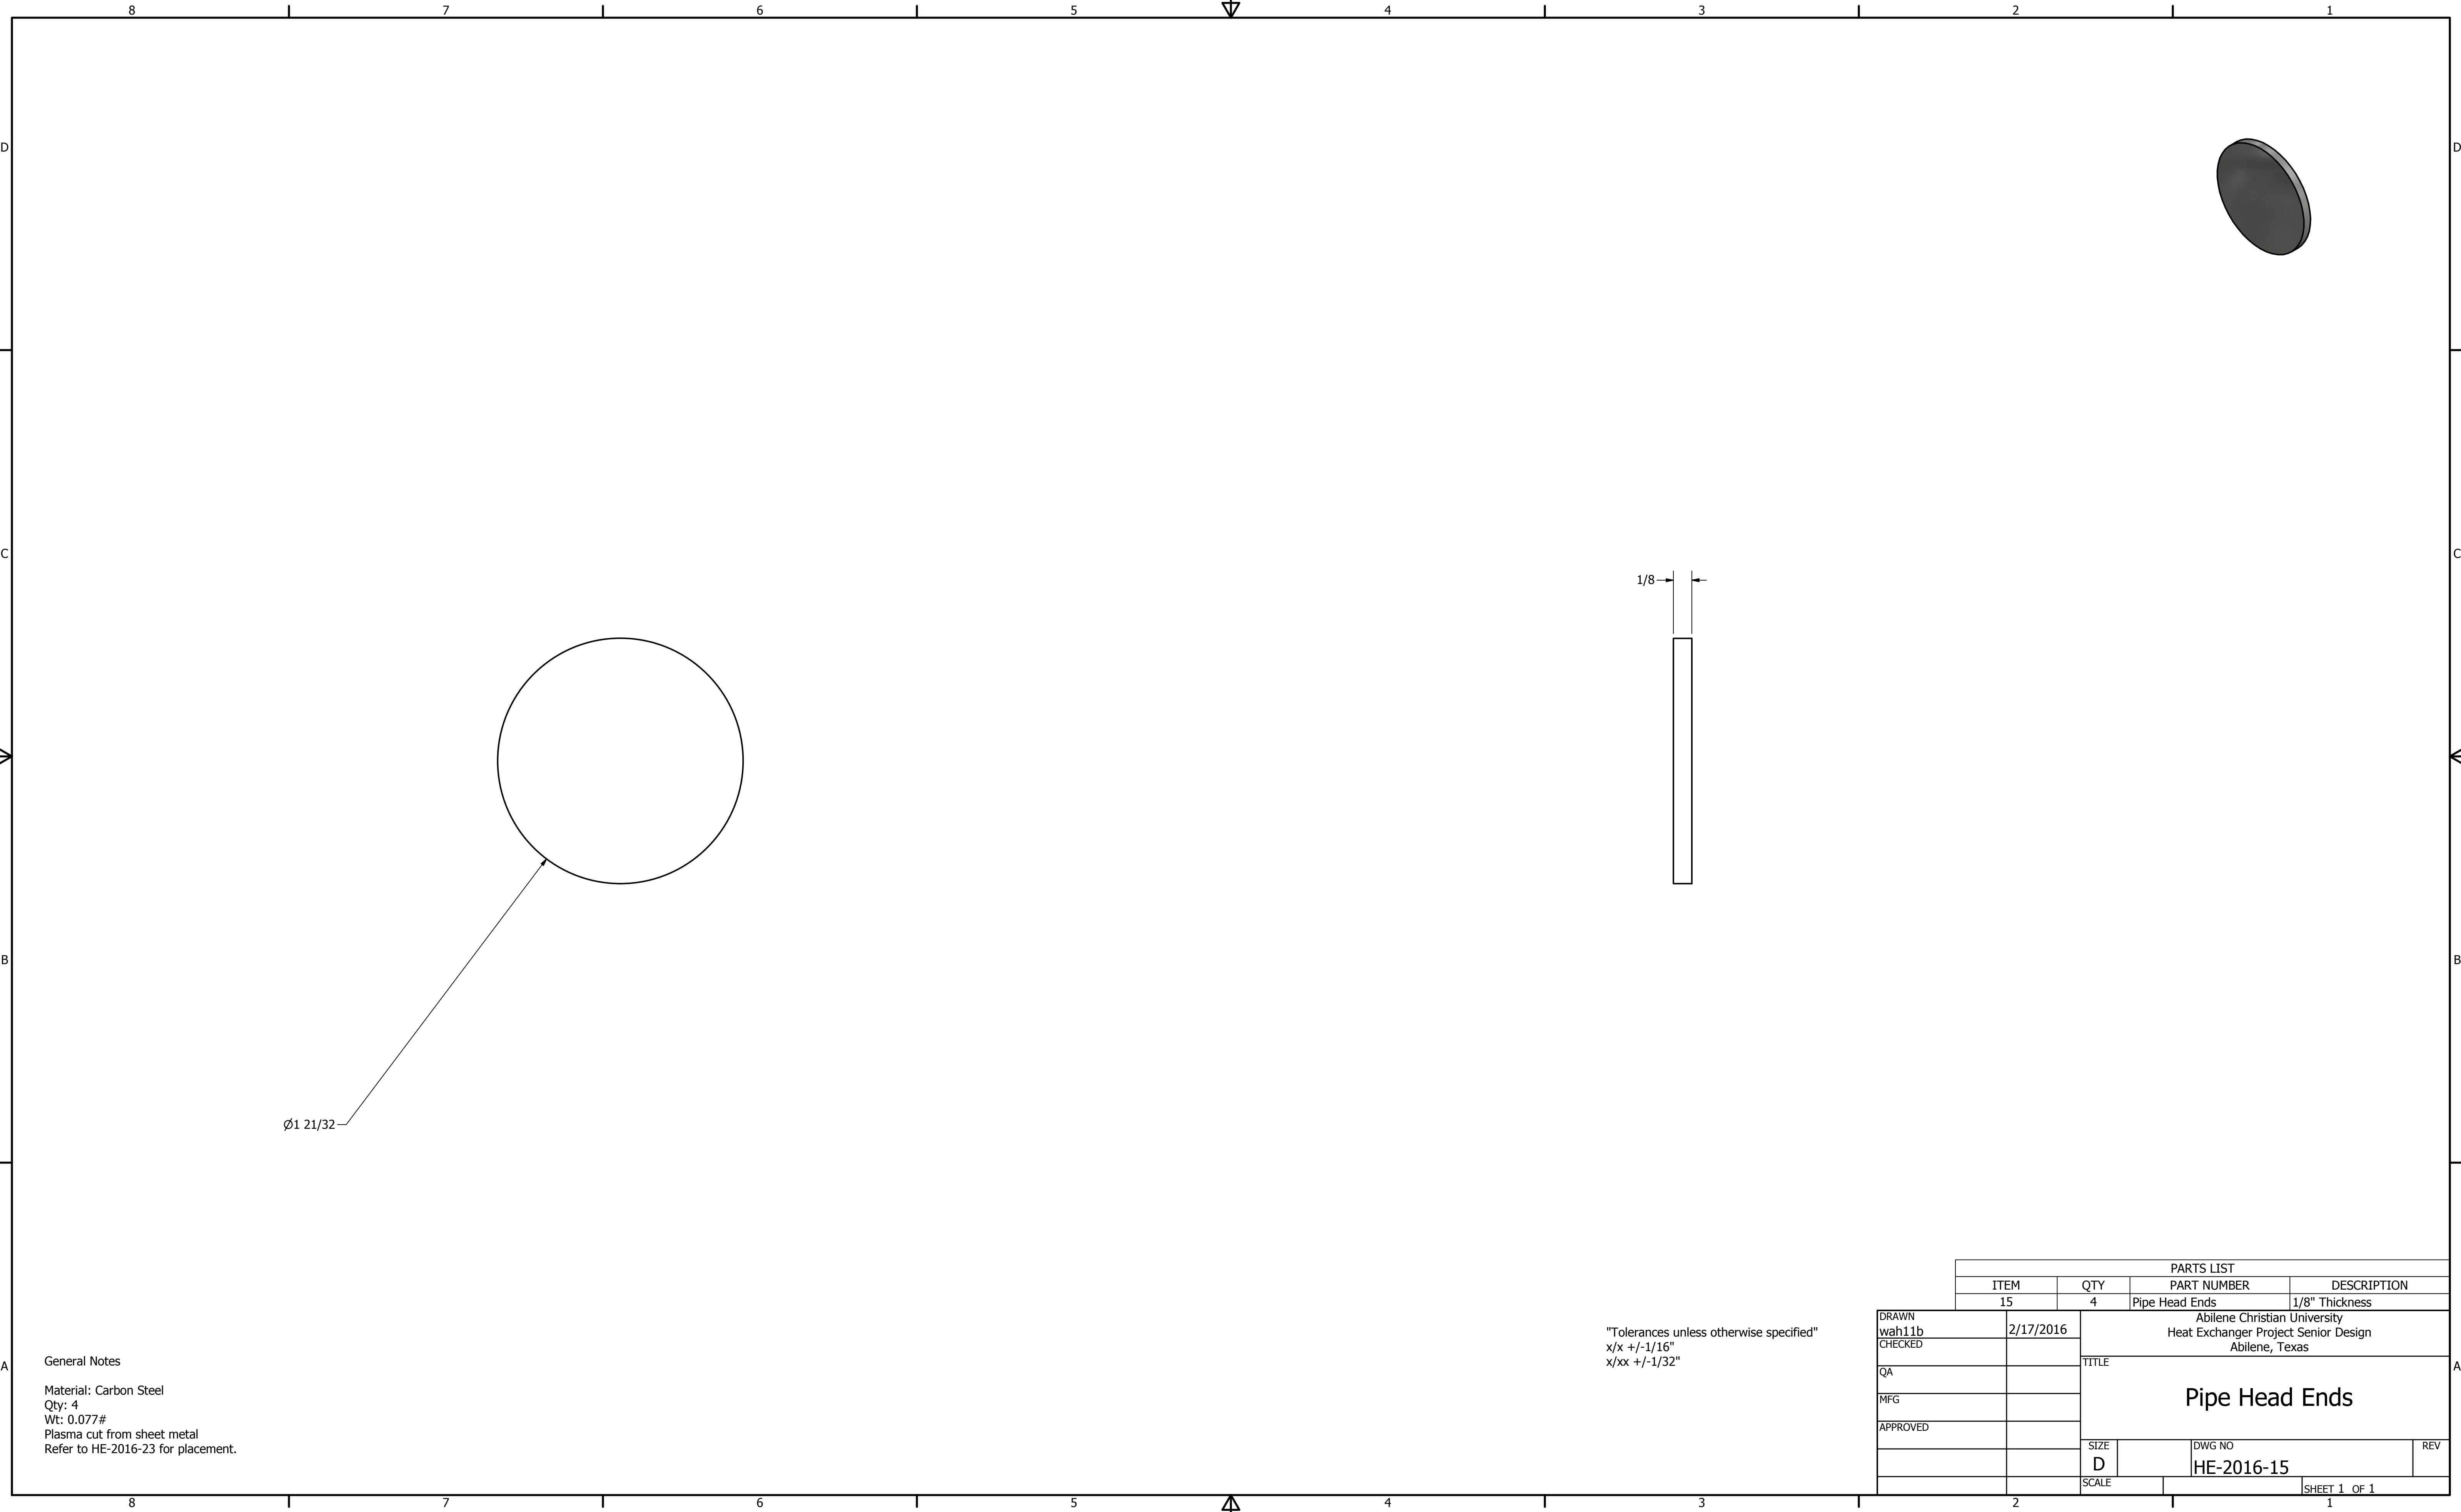 8 7 6 5 4 3 2 1
D D
C C
1/8
B B
Ø1 21/32
PARTS LIST
ITEM QTY PART NUMBER DESCRIPTION
15 4 Pipe Head Ends 1/8" Thickness
General Notes
Material: Carbon Steel
Qty: 4
Wt: 0.077#
Plasma cut from sheet metal
Refer to HE-2016-23 for placement.
"Tolerances unless otherwise specified"
x/x +/-1/16"
x/xx +/-1/32"
A A
DRAWN
wah11b 2/17/2016
CHECKED
QA
MFG
APPROVED
Abilene Christian University
Heat Exchanger Project Senior Design
Abilene, Texas
TITLE
Pipe Head Ends
SIZE
D
DWG NO
HE-2016-15
REV
SCALE
SHEET 1 OF 1
8 7 6 5 4 3 2 1